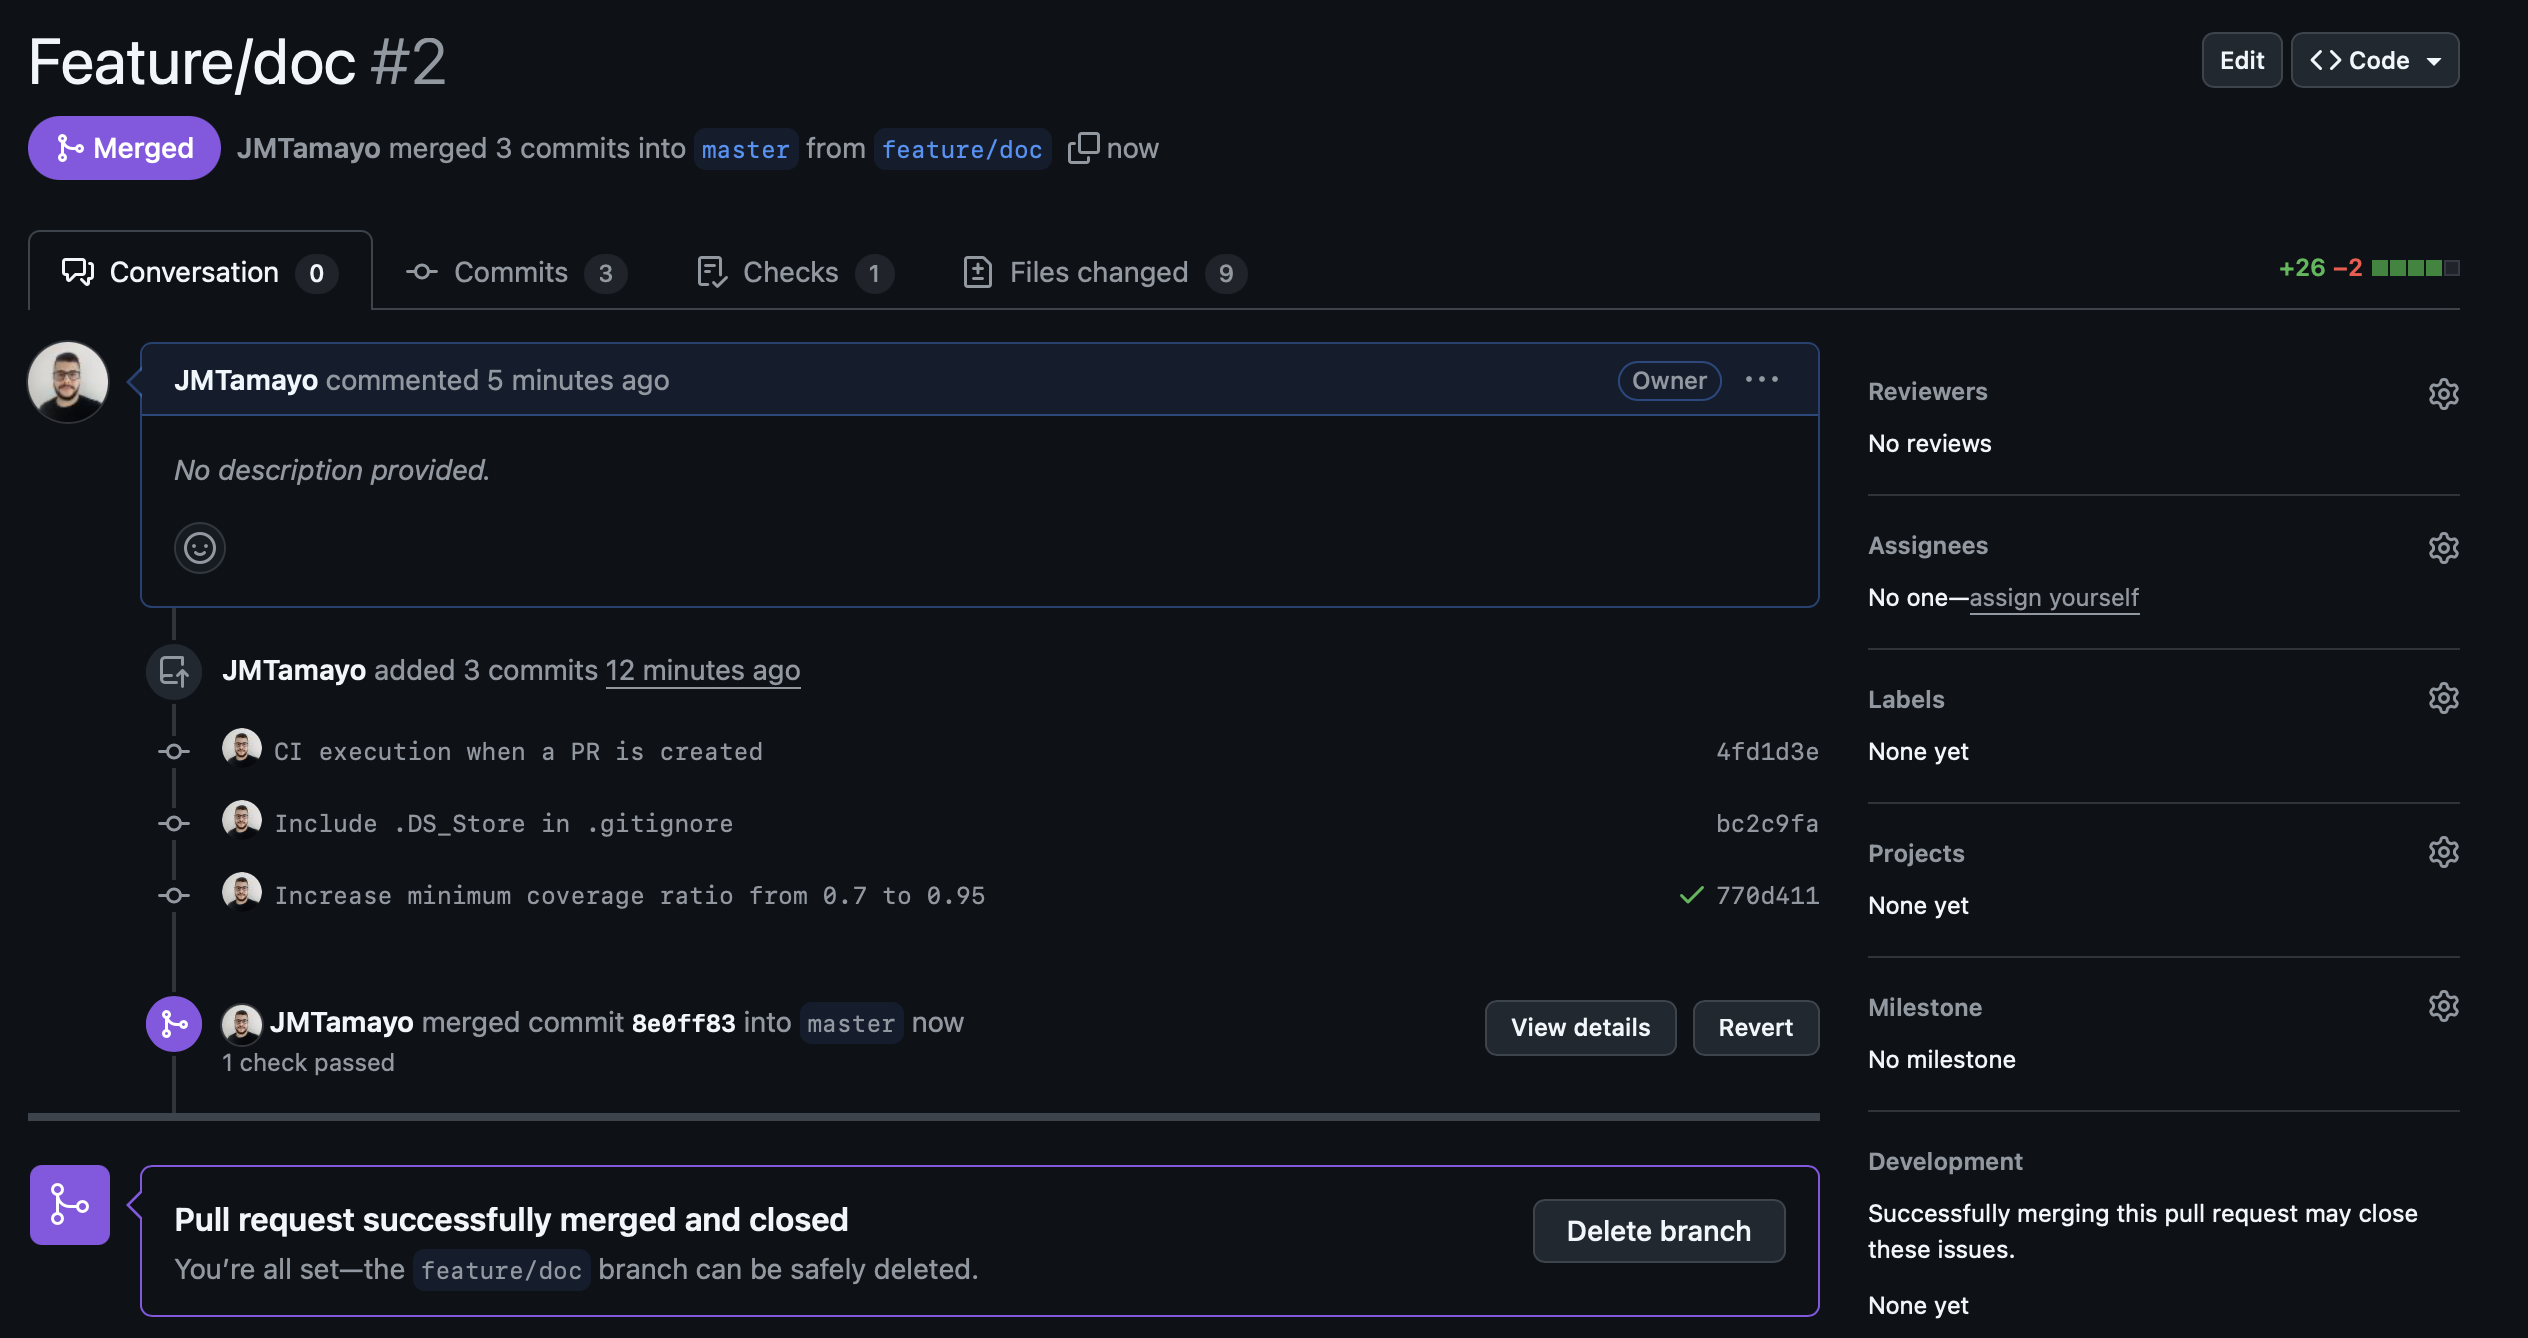 Feature/doc #2
Edit
Code
Merged
JMTamayo merged 3 commits into master from feature/doc now
Conversation 0
Commits 3
Checks 1
Files changed 9
+26 −2
JMTamayo commented 5 minutes ago
Owner
No description provided.
JMTamayo added 3 commits 12 minutes ago
CI execution when a PR is created
4fd1d3e
Include .DS_Store in .gitignore
bc2c9fa
Increase minimum coverage ratio from 0.7 to 0.95
770d411
JMTamayo merged commit 8e0ff83 into master now
1 check passed
View details
Revert
Pull request successfully merged and closed
You’re all set—the feature/doc branch can be safely deleted.
Delete branch
Reviewers
No reviews
Assignees
No one—assign yourself
Labels
None yet
Projects
None yet
Milestone
No milestone
Development
Successfully merging this pull request may close
these issues.
None yet